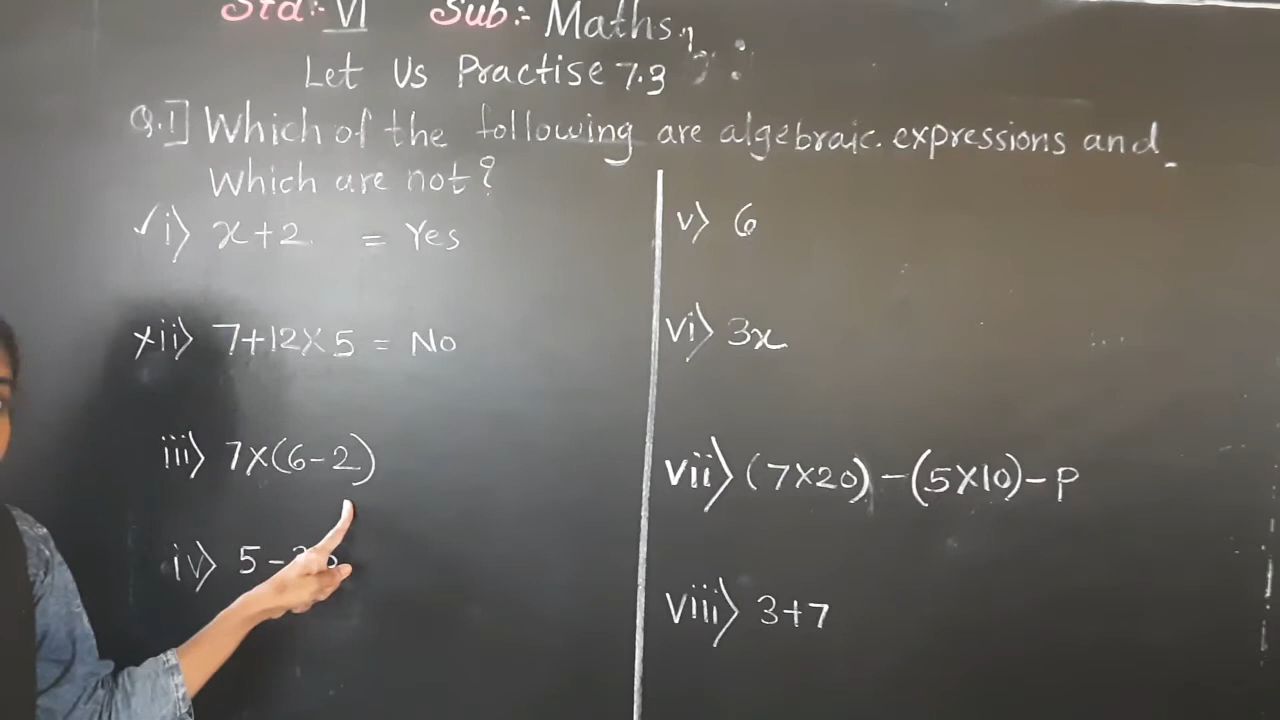 Std:- VI Sub:- Maths.
Let Us Practise 7.3
Q.1] Which of the following are algebraic expressions and
Which are not?
✓i) x+2 = Yes
×ii) 7+12×5 = No
iii) 7×(6-2)
iv) 5-
v) 6
vi) 3x
vii) (7×20)-(5×10)-p
viii) 3+7